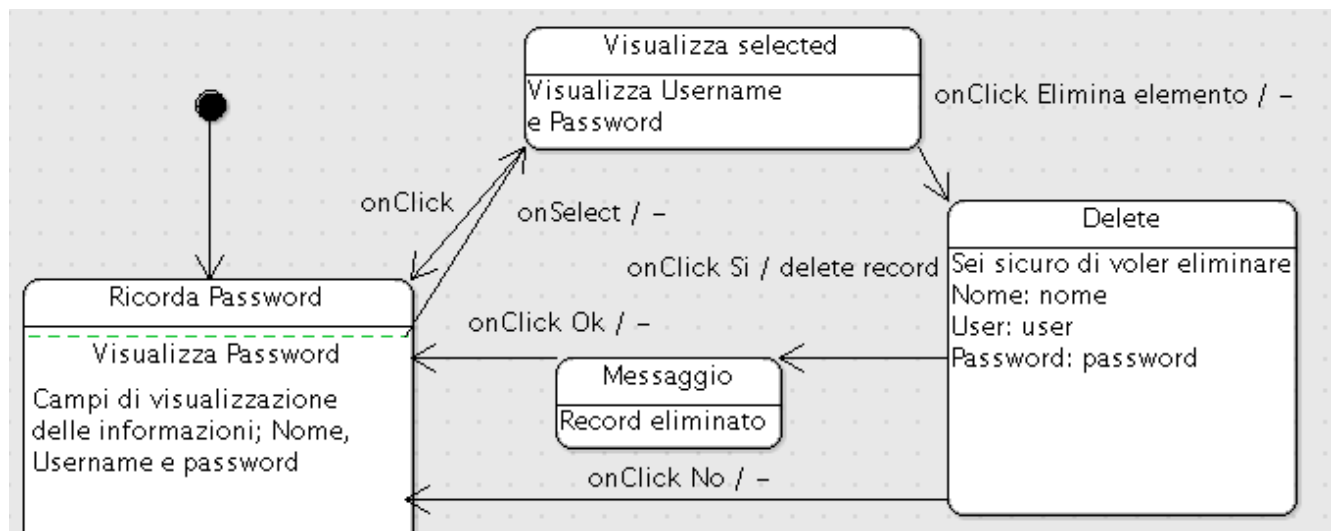 Visualizza selected
Visualizza Username
e Password
onClick Elimina elemento / –
onClick
onSelect / –
Delete
Sei sicuro di voler eliminare
Nome: nome
User: user
Password: password
onClick Si / delete record
Ricorda Password
Visualizza Password
Campi di visualizzazione
delle informazioni; Nome,
Username e password
onClick Ok / –
Messaggio
Record eliminato
onClick No / –